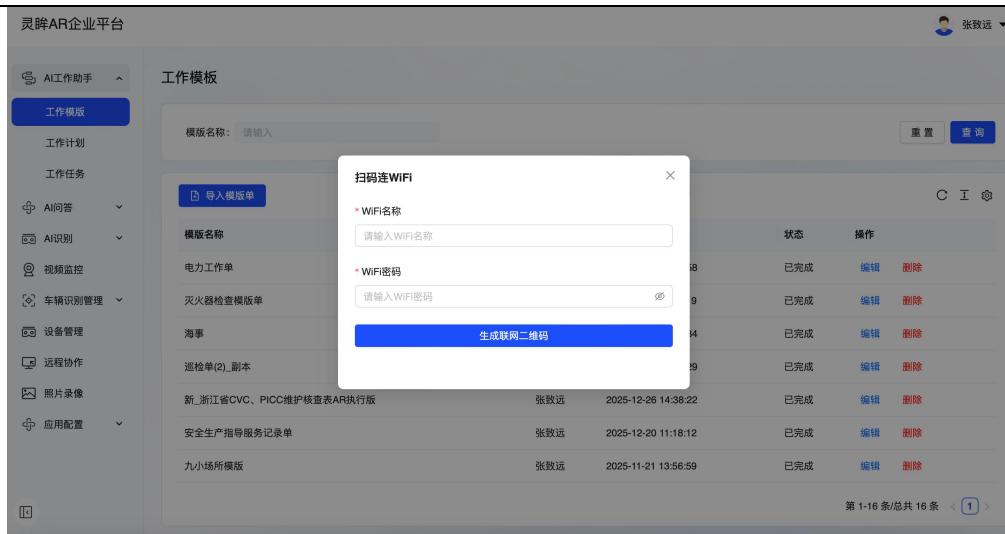 灵眸AR企业平台
张致远
AI工作助手
工作模版
工作计划
工作任务
AI问答
AI识别
视频监控
车辆识别管理
设备管理
远程协作
照片录像
应用配置
工作模板
模版名称： 请输入
重置 查询
导入模版单
模版名称 状态 操作
电力工作单 58 已完成 编辑 删除
灭火器检查模版单 9 已完成 编辑 删除
海事 34 已完成 编辑 删除
巡检单(2)_副本 29 已完成 编辑 删除
新_浙江省CVC、PICC维护核查表AR执行版 张致远 2025-12-26 14:38:22 已完成 编辑 删除
安全生产指导服务记录单 张致远 2025-12-20 11:18:12 已完成 编辑 删除
九小场所模版 张致远 2025-11-21 13:56:59 已完成 编辑 删除
第 1-16 条/总共 16 条 < 1 >
扫码连WiFi
* WiFi名称
请输入WiFi名称
* WiFi密码
请输入WiFi密码
生成联网二维码